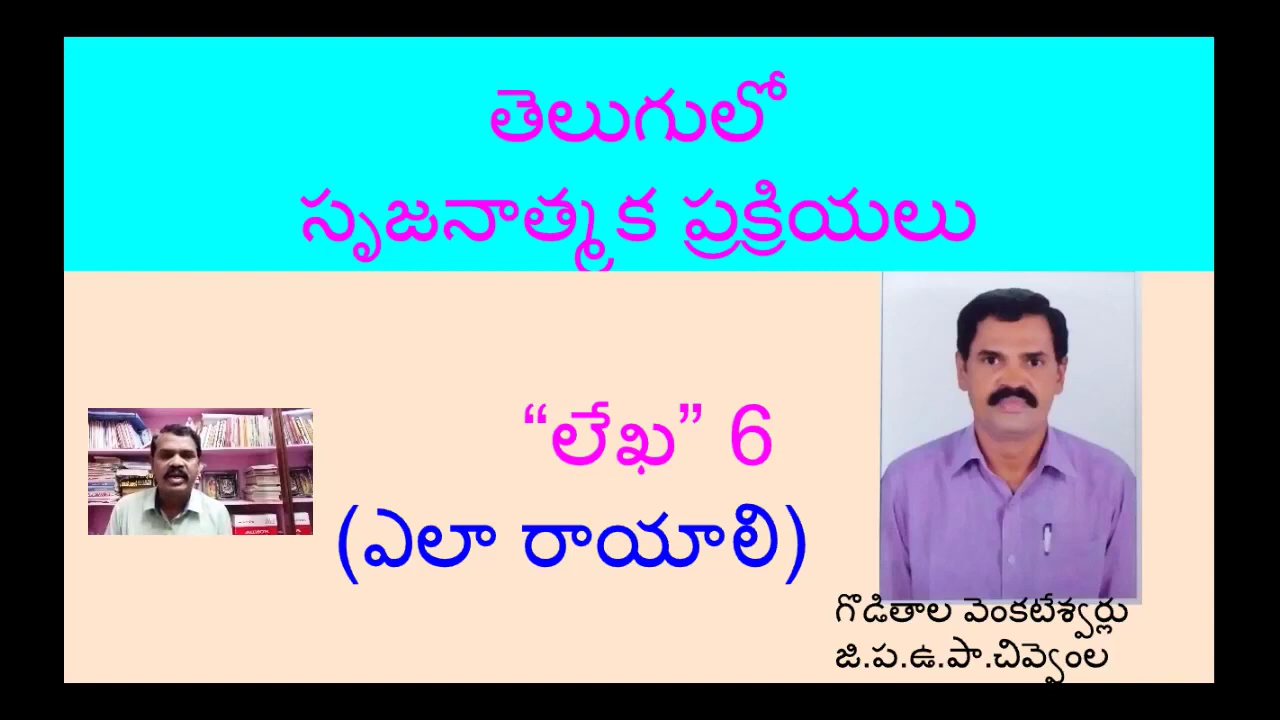 తెలుగులో
సృజనాత్మక ప్రక్రియలు
“లేఖ” 6
(ఎలా రాయాలి)
గొడితాల వెంకటేశ్వర్లు
జి.ప.ఉ.పా.చివ్వెంల